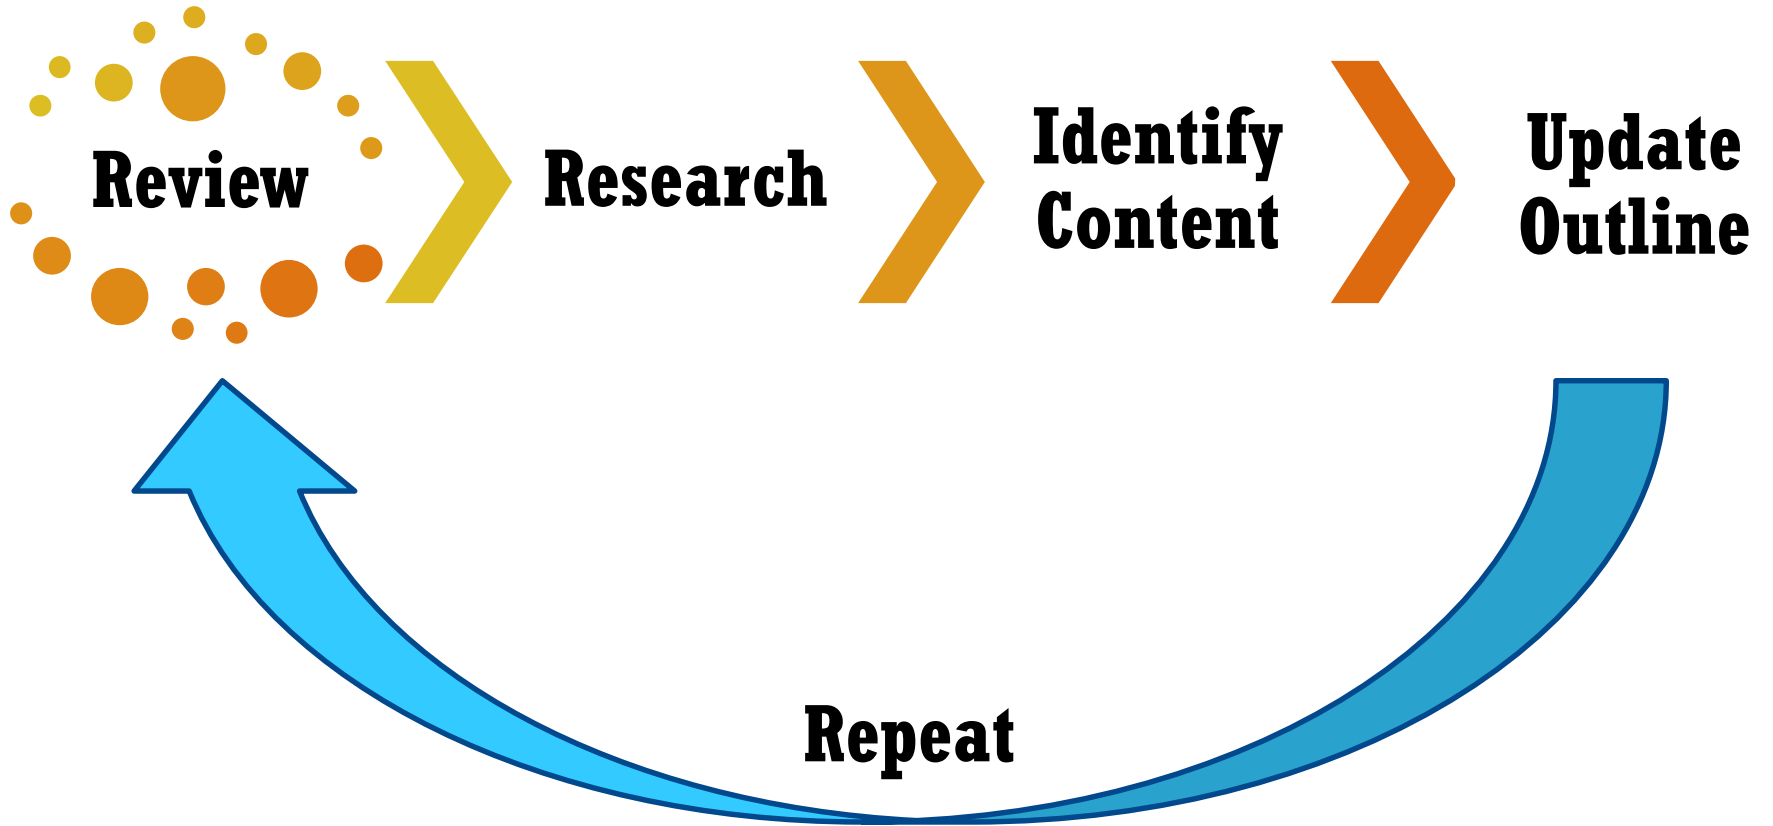 Review
Research
Identify
Content
Update
Outline
Repeat